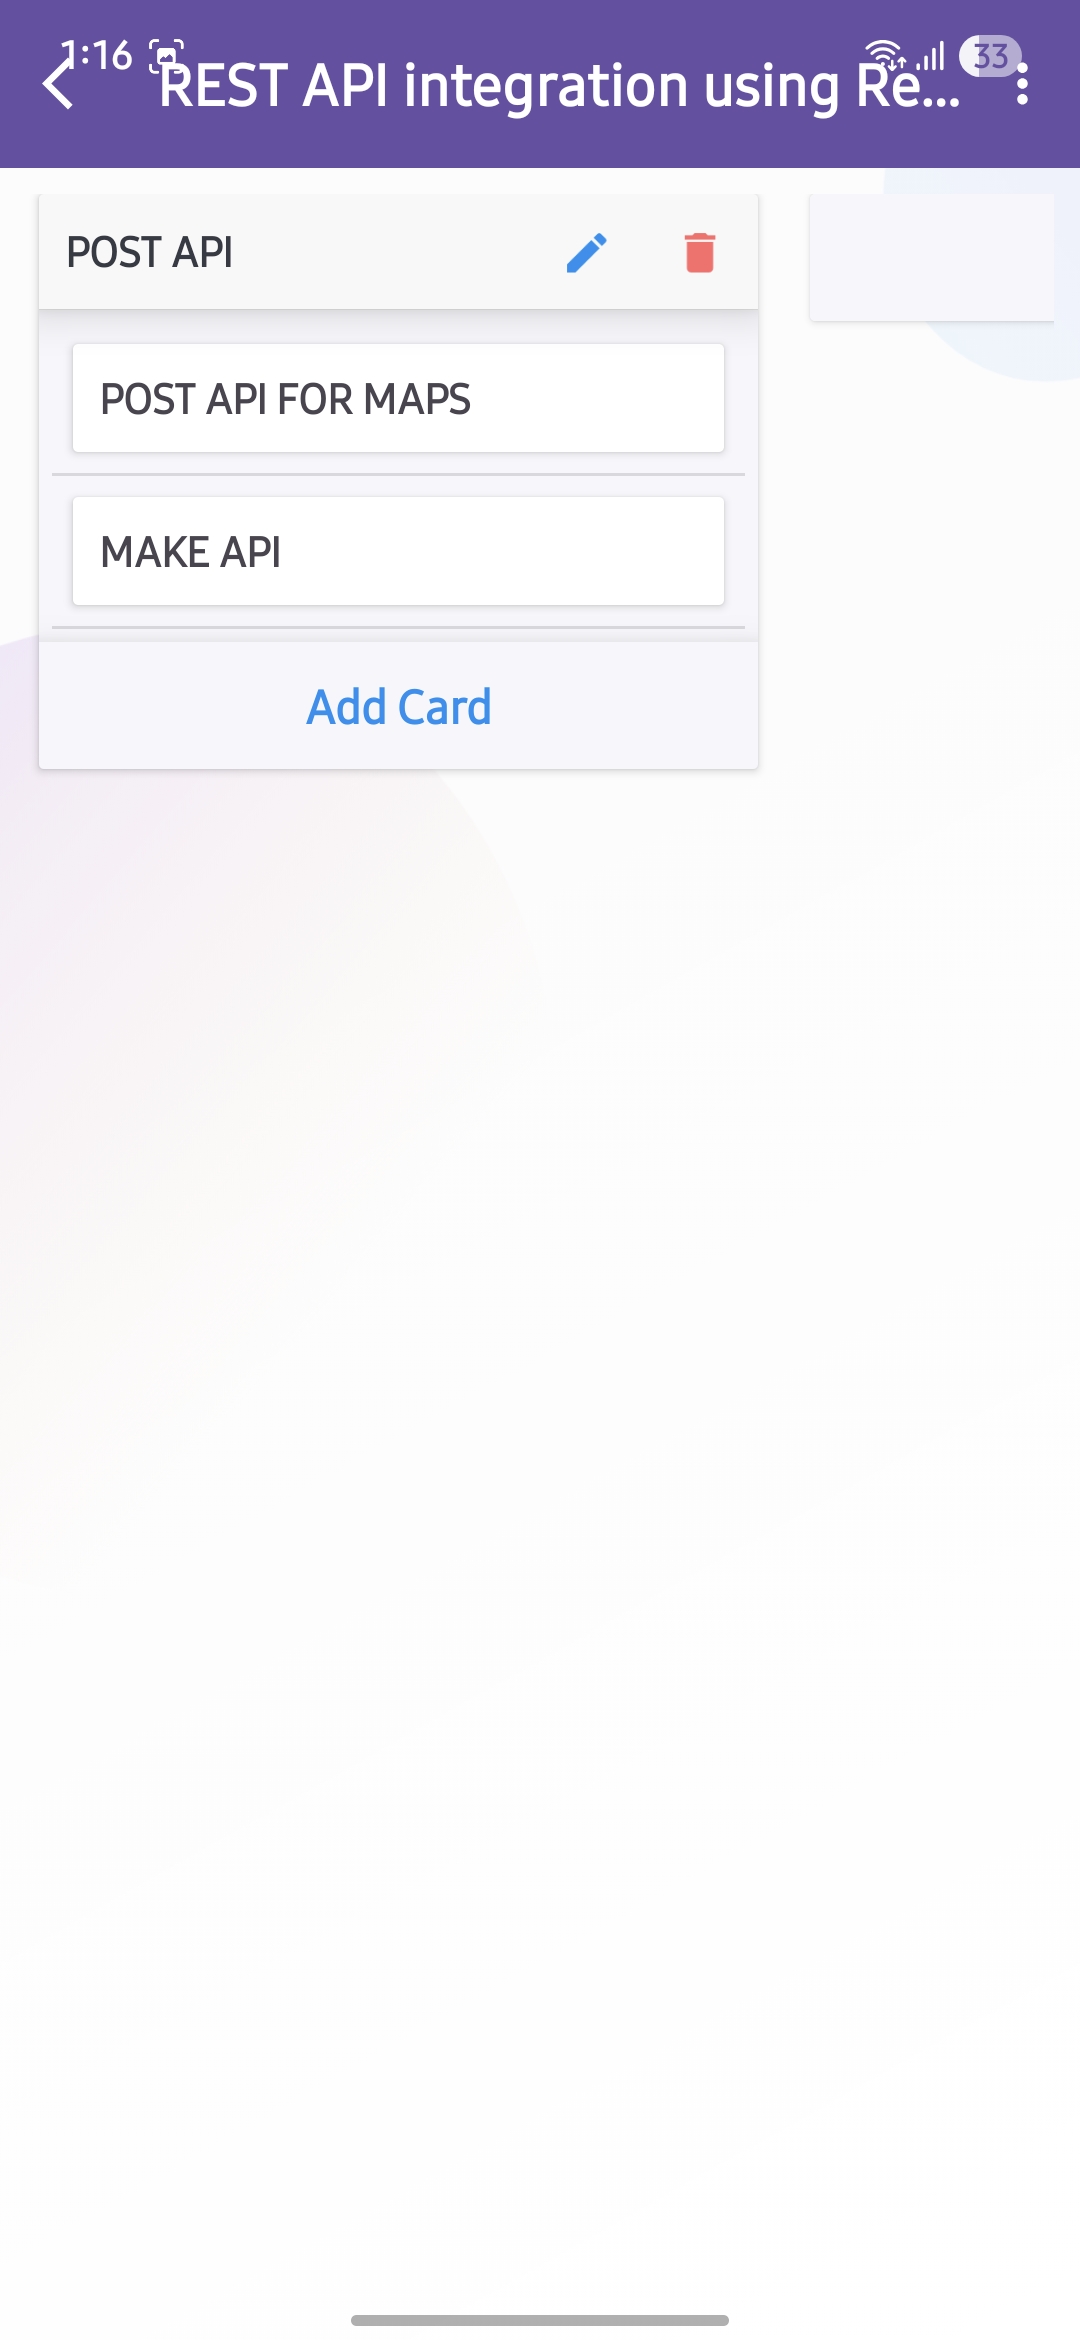 1:16
33
REST API integration using Re...
POST API
POST API FOR MAPS
MAKE API
Add Card